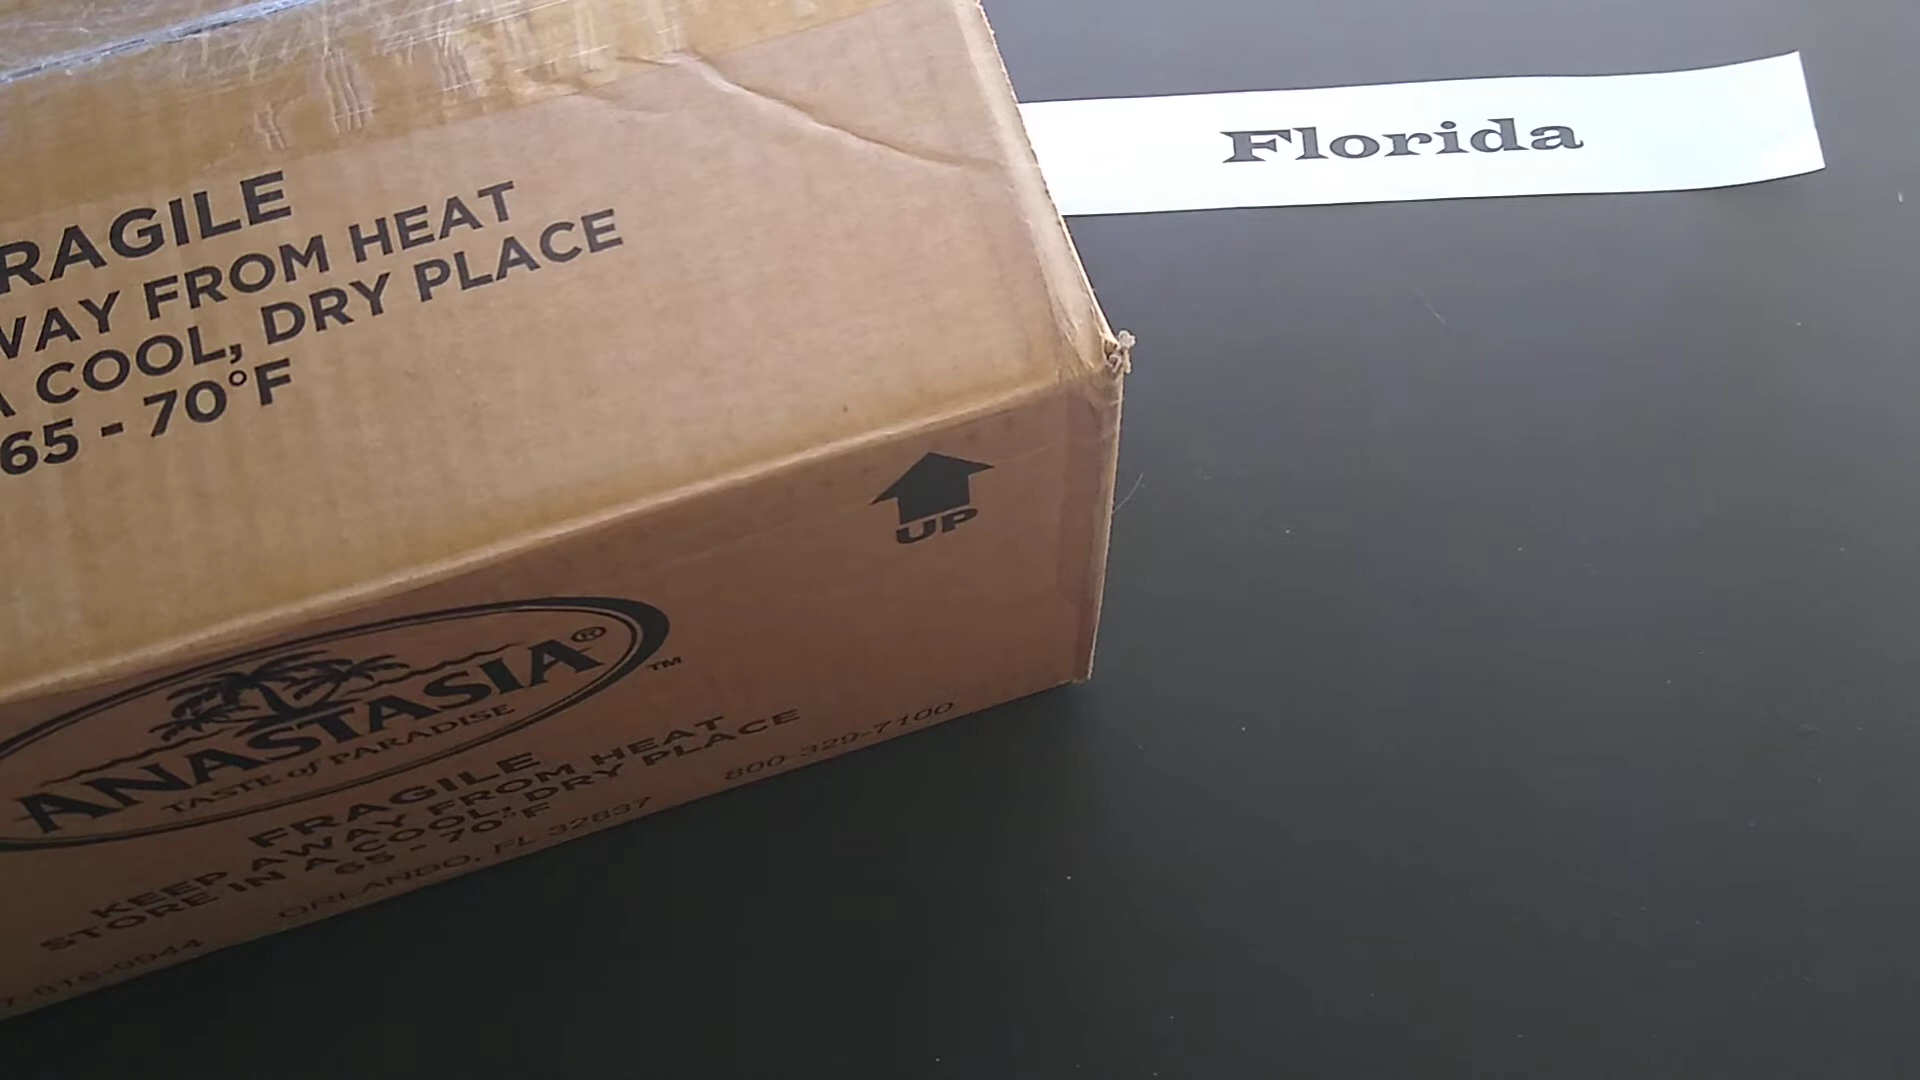 Florida
RAGILE
WAY FROM HEAT
A COOL, DRY PLACE
65 - 70°F
UP
ANASTASIA®
TASTE of PARADISE
TM
FRAGILE
KEEP AWAY FROM HEAT
STORE IN A COOL, DRY PLACE
65 - 70°F
ORLANDO, FL 32837
800-329-7100